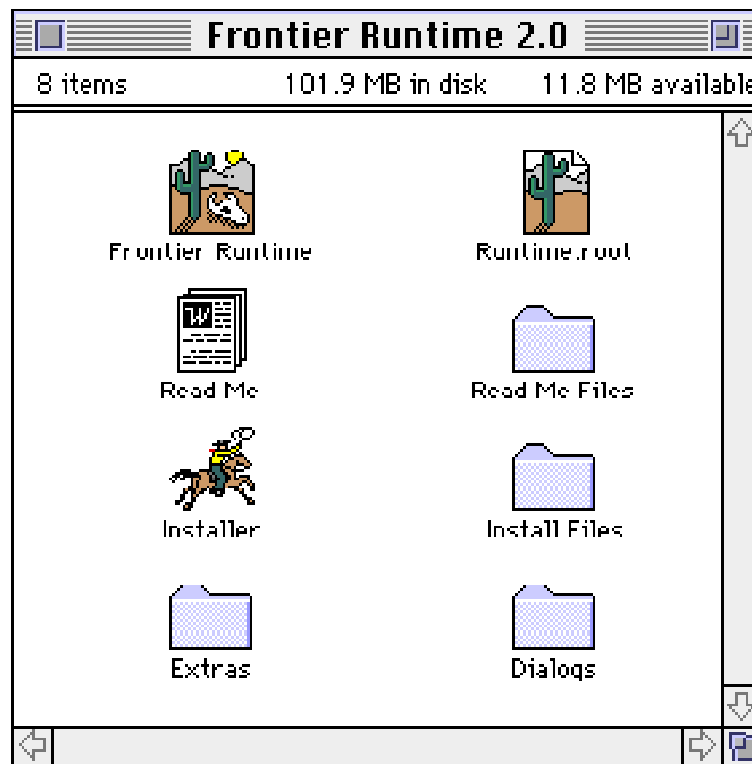 Frontier Runtime 2.0
8 items 101.9 MB in disk 11.8 MB available
Frontier Runtime Runtime.root
W
Read Me Read Me Files
Installer Install Files
Extras Dialogs